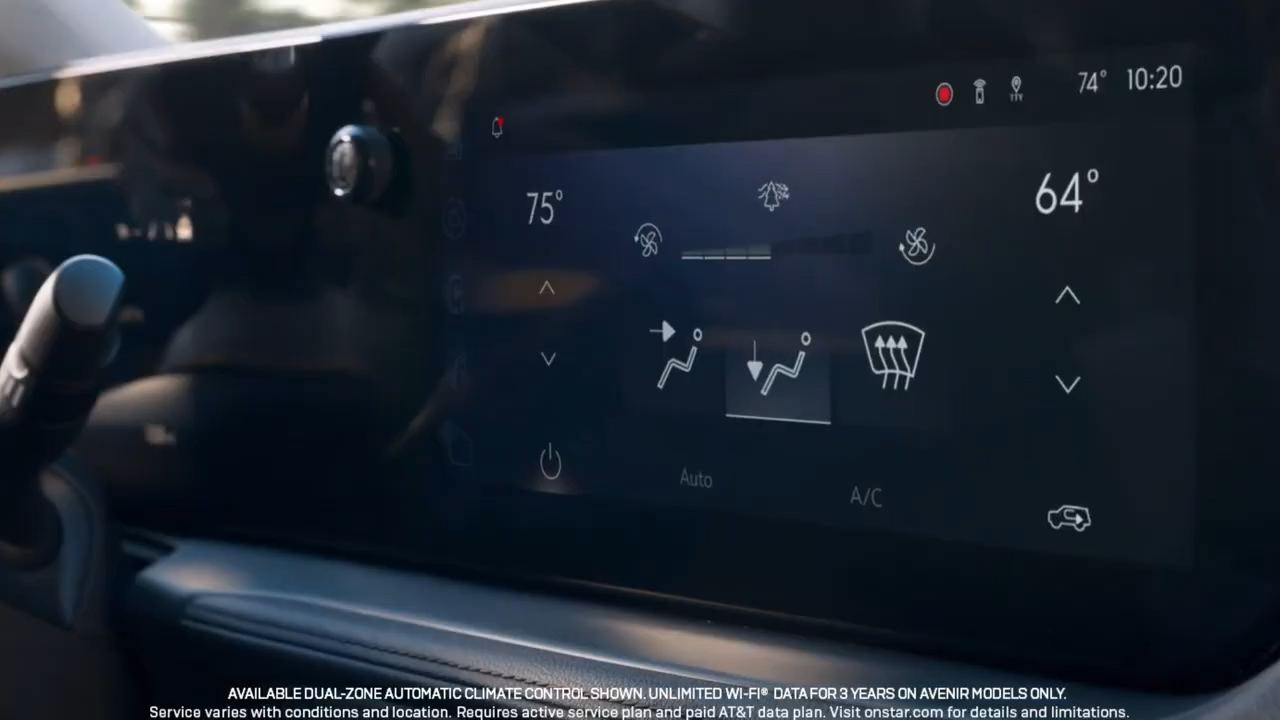 74° 10:20
75°
64°
Auto
A/C
AVAILABLE DUAL-ZONE AUTOMATIC CLIMATE CONTROL SHOWN. UNLIMITED WI-FI® DATA FOR 3 YEARS ON AVENIR MODELS ONLY.
Service varies with conditions and location. Requires active service plan and paid AT&T data plan. Visit onstar.com for details and limitations.